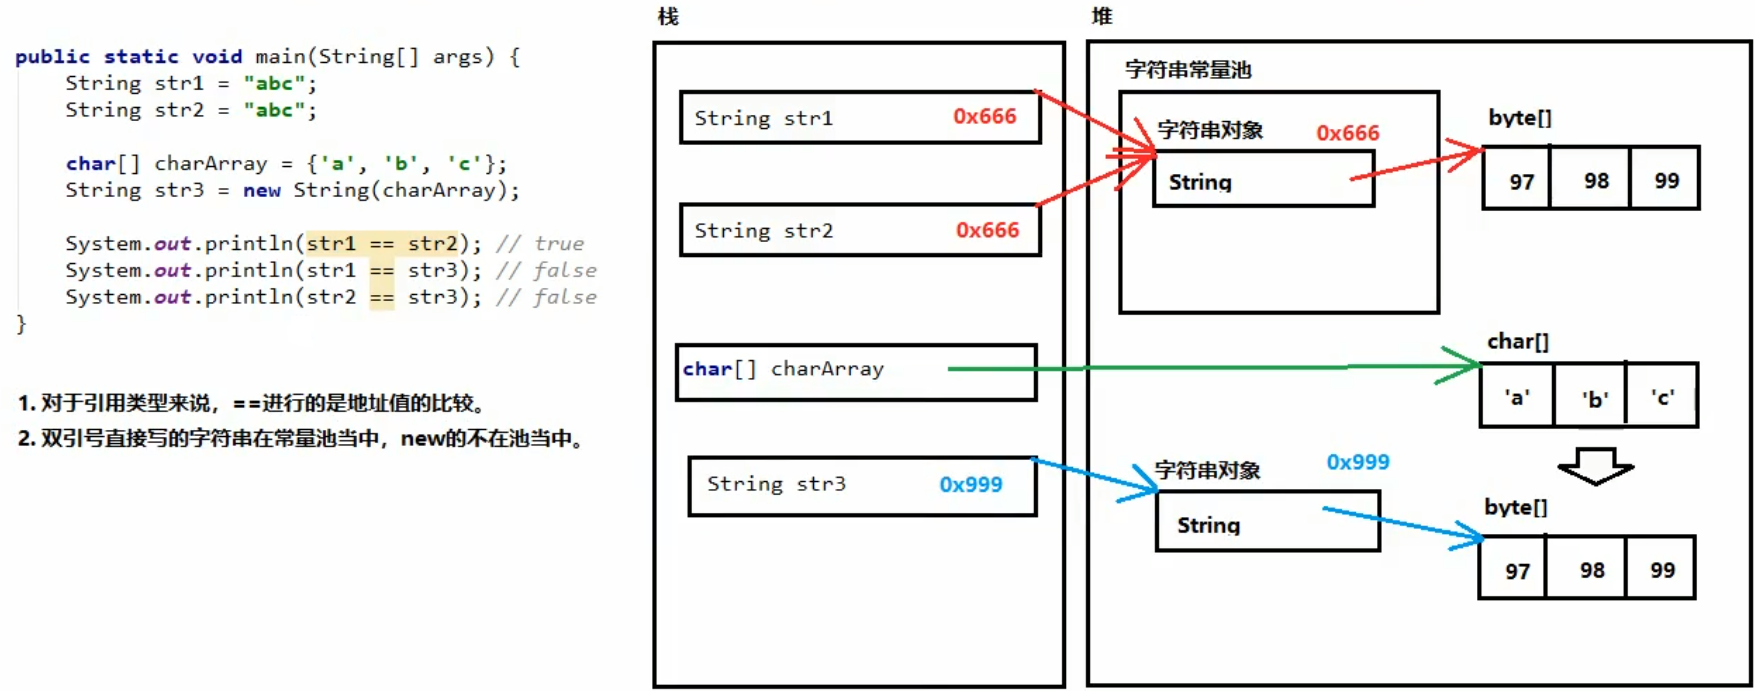 public static void main(String[] args) {
String str1 = "abc";
String str2 = "abc";
char[] charArray = {'a', 'b', 'c'};
String str3 = new String(charArray);
System.out.println(str1 == str2); // true
System.out.println(str1 == str3); // false
System.out.println(str2 == str3); // false
}
1. 对于引用类型来说，==进行的是地址值的比较。
2. 双引号直接写的字符串在常量池当中，new的不在池当中。
栈
String str1 0x666
String str2 0x666
char[] charArray
String str3 0x999
堆
字符串常量池
字符串对象 0x666
String
byte[]
97 98 99
char[]
'a' 'b' 'c'
字符串对象 0x999
String
byte[]
97 98 99